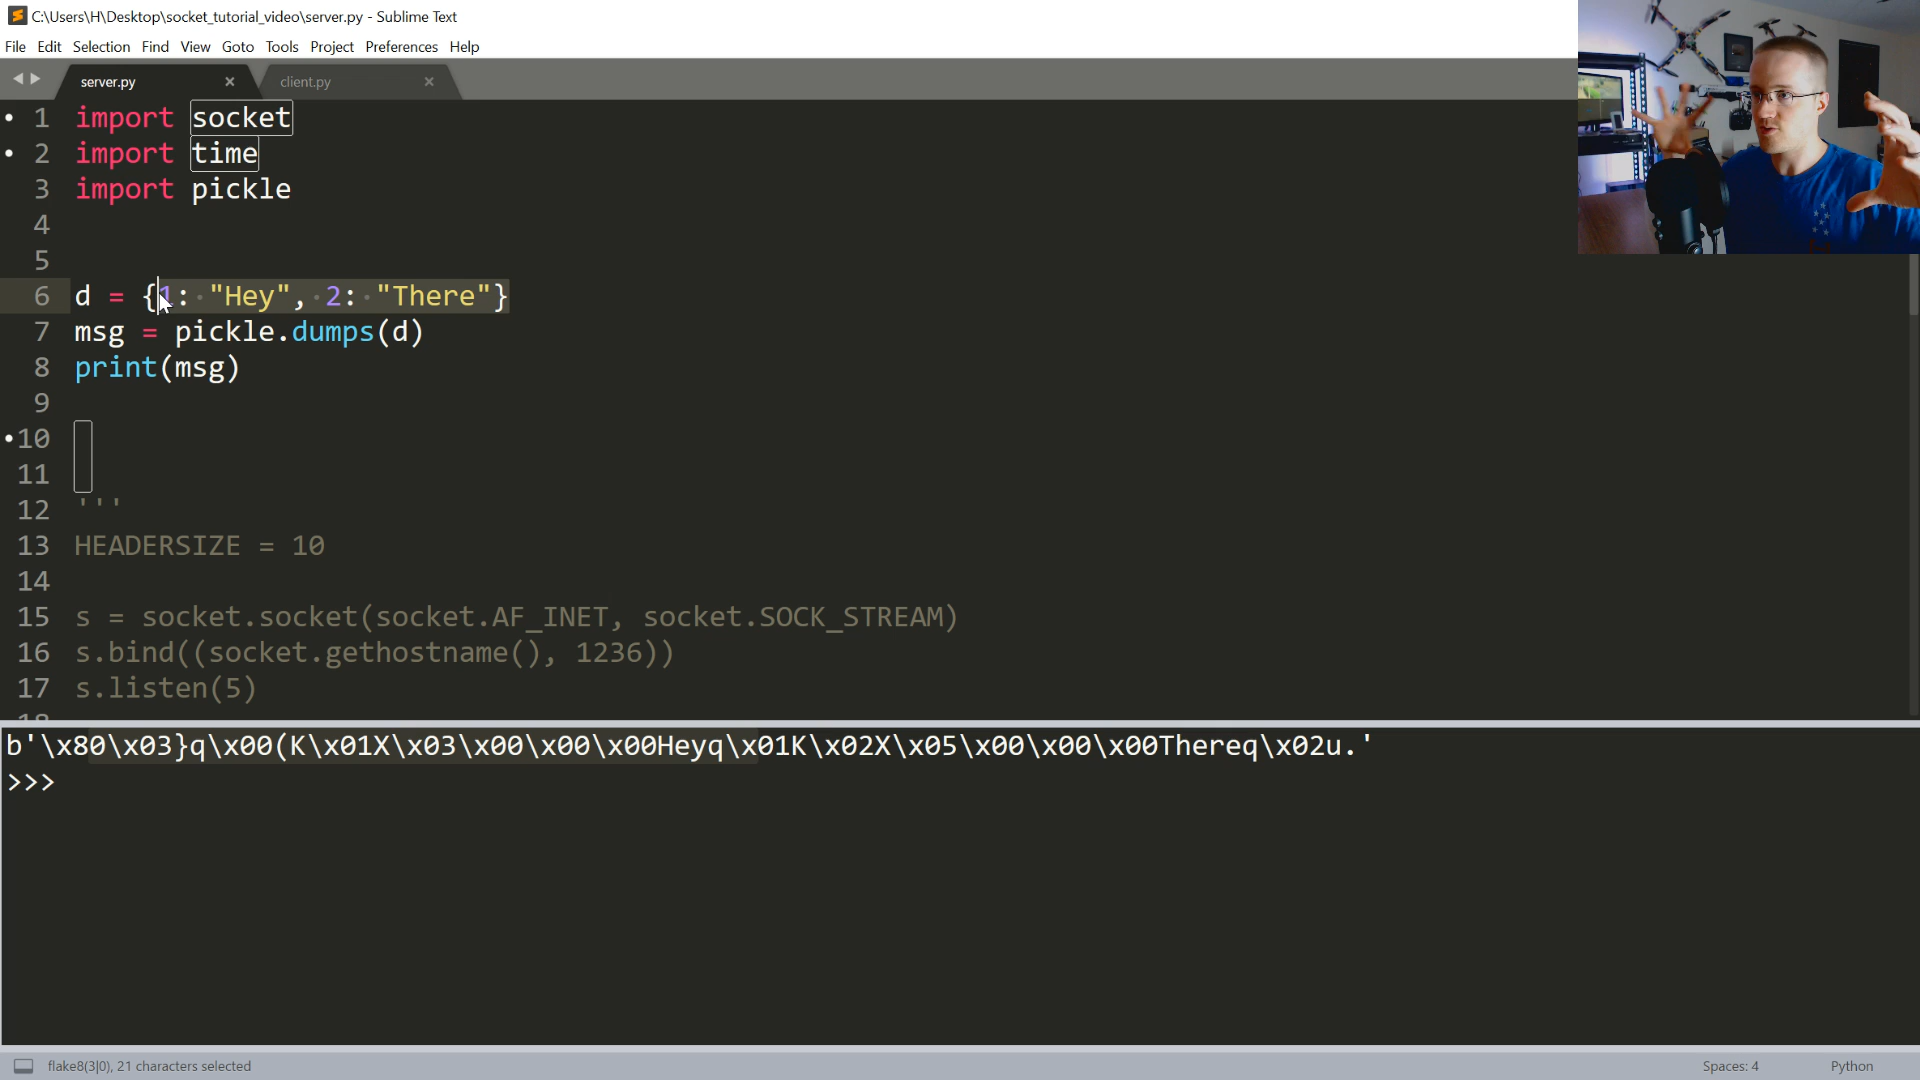 C:\Users\H\Desktop\socket_tutorial_video\server.py - Sublime Text
File Edit Selection Find View Goto Tools Project Preferences Help
server.py × client.py ×
1 import socket
2 import time
3 import pickle
4
5
6 d = {1: "Hey", 2: "There"}
7 msg = pickle.dumps(d)
8 print(msg)
9
10
11
12 '''
13 HEADERSIZE = 10
14
15 s = socket.socket(socket.AF_INET, socket.SOCK_STREAM)
16 s.bind((socket.gethostname(), 1236))
17 s.listen(5)
18
b'\x80\x03}q\x00(K\x01X\x03\x00\x00\x00Heyq\x01K\x02X\x05\x00\x00\x00Thereq\x02u.'
>>>
flake8(3|0), 21 characters selected Spaces: 4 Python